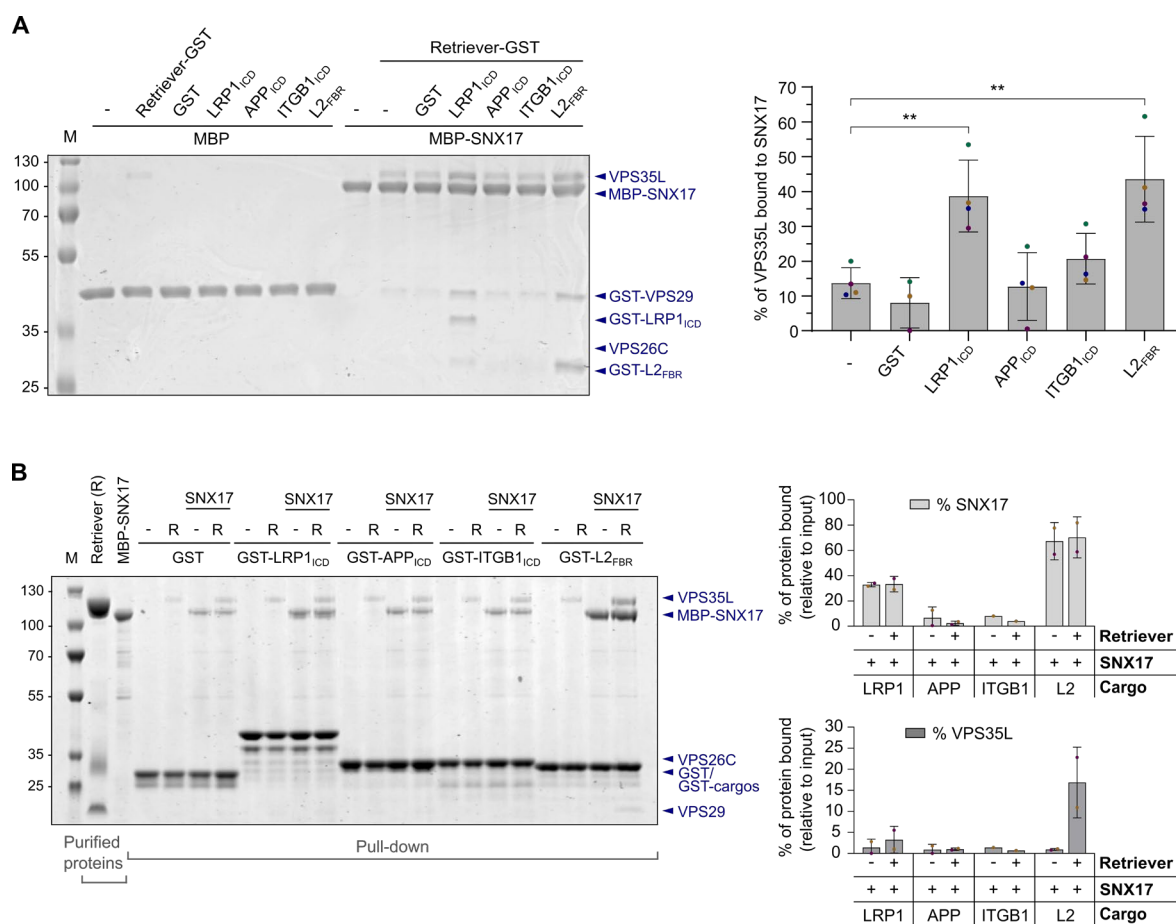 A
Retriever-GST
- Retriever-GST GST LRP1ICD APPICD ITGB1ICD L2FBR - - GST LRP1ICD APPICD ITGB1ICD L2FBR
M MBP MBP-SNX17
130
100
70
55
35
25
VPS35L
MBP-SNX17
GST-VPS29
GST-LRP1ICD
VPS26C
GST-L2FBR
% of VPS35L bound to SNX17
70
60
50
40
30
20
10
0
**
**
- GST LRP1ICD APPICD ITGB1ICD L2FBR
B
Retriever (R)
MBP-SNX17
SNX17 SNX17 SNX17 SNX17 SNX17
- R - R - R - R - R - R - R - R - R - R
M GST GST-LRP1ICD GST-APPICD GST-ITGB1ICD GST-L2FBR
130
100
70
55
35
25
VPS35L
MBP-SNX17
VPS26C
GST/
GST-cargos
VPS29
Purified
proteins
Pull-down
% of protein bound
(relative to input)
100
80
60
40
20
0
% SNX17
- + - + - + - + Retriever
+ + + + + + + + SNX17
LRP1 APP ITGB1 L2 Cargo
% of protein bound
(relative to input)
30
25
20
15
10
5
0
% VPS35L
- + - + - + - + Retriever
+ + + + + + + + SNX17
LRP1 APP ITGB1 L2 Cargo